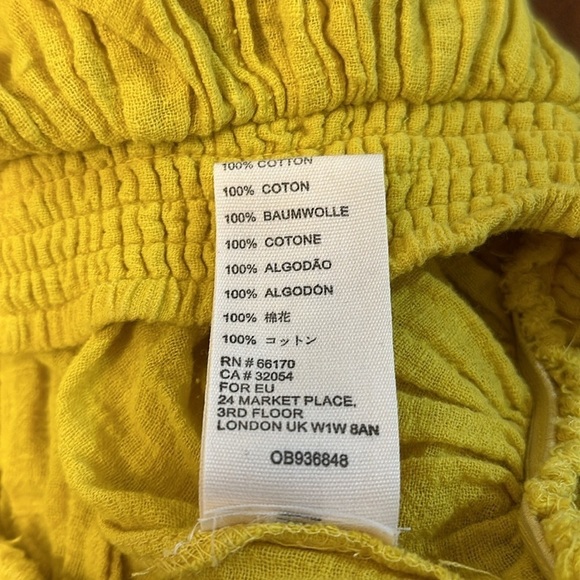 100% COTTON
100% COTON
100% BAUMWOLLE
100% COTONE
100% ALGODÃO
100% ALGODÓN
100% 棉花
100% コットン
RN # 66170
CA # 32054
FOR EU
24 MARKET PLACE,
3RD FLOOR
LONDON UK W1W 8AN
OB936848